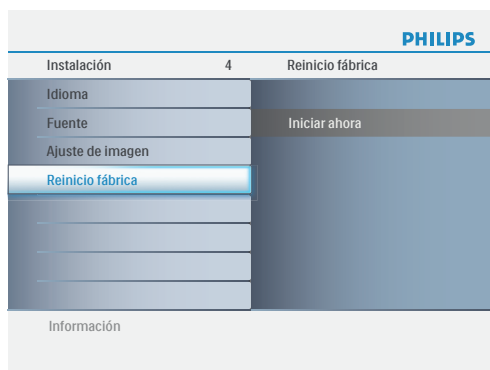 PHILIPS
Instalación 4 Reinicio fábrica
Idioma
Fuente Iniciar ahora
Ajuste de imagen
Reinicio fábrica
Información